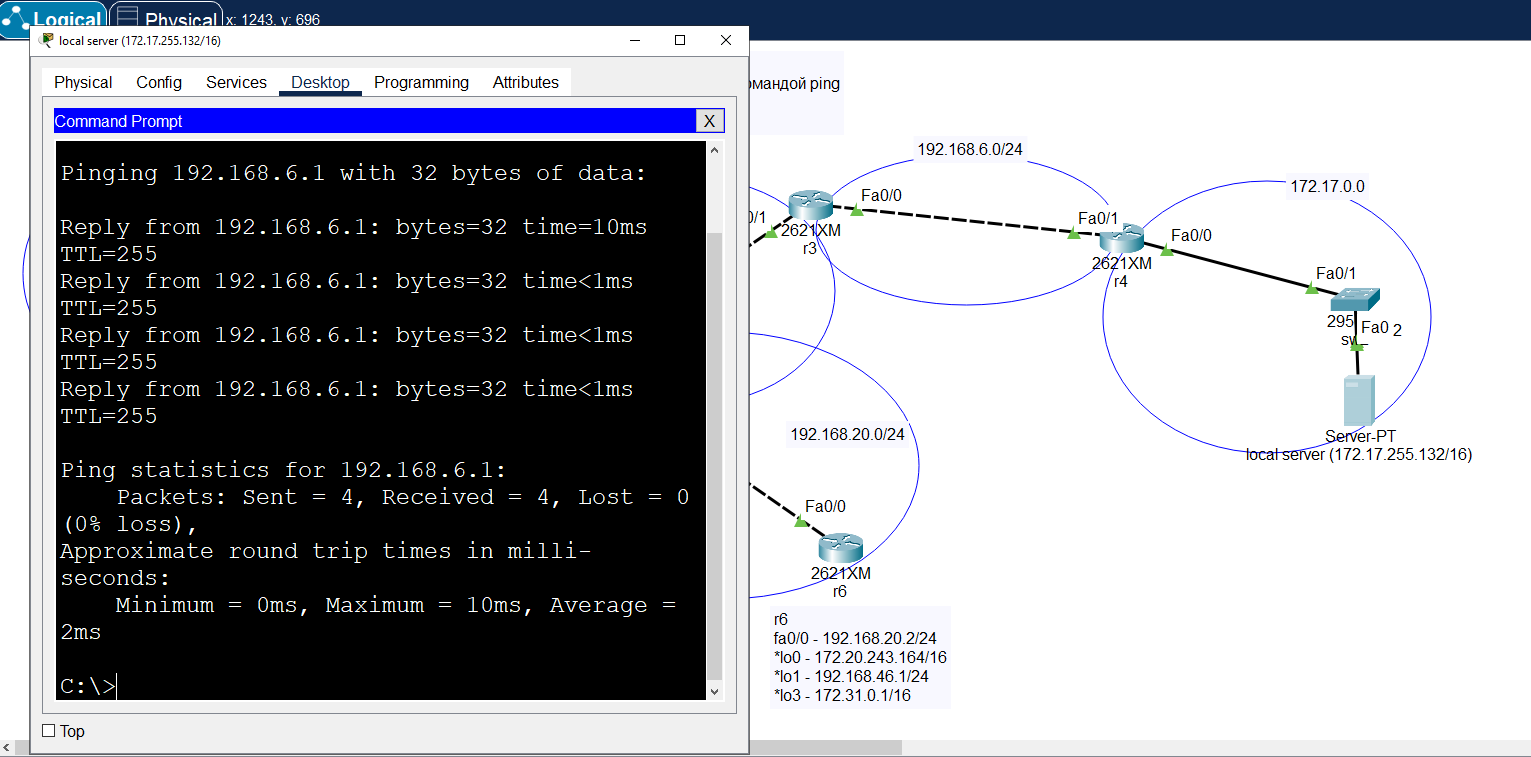 Logical
Physical
x: 1243, y: 696
local server (172.17.255.132/16)
Physical
Config
Services
Desktop
Programming
Attributes
Command Prompt
X
Pinging 192.168.6.1 with 32 bytes of data:
Reply from 192.168.6.1: bytes=32 time=10ms
TTL=255
Reply from 192.168.6.1: bytes=32 time<1ms
TTL=255
Reply from 192.168.6.1: bytes=32 time<1ms
TTL=255
Reply from 192.168.6.1: bytes=32 time<1ms
TTL=255
Ping statistics for 192.168.6.1:
Packets: Sent = 4, Received = 4, Lost = 0
(0% loss),
Approximate round trip times in milli-
seconds:
Minimum = 0ms, Maximum = 10ms, Average =
2ms
C:\>
Top
омандой ping
192.168.6.0/24
172.17.0.0
Fa0/0
0/1
2621XM
r3
Fa0/1
Fa0/0
2621XM
r4
Fa0/1
295
Fa0 2
Server-PT
local server (172.17.255.132/16)
192.168.20.0/24
Fa0/0
2621XM
r6
r6
fa0/0 - 192.168.20.2/24
*lo0 - 172.20.243.164/16
*lo1 - 192.168.46.1/24
*lo3 - 172.31.0.1/16